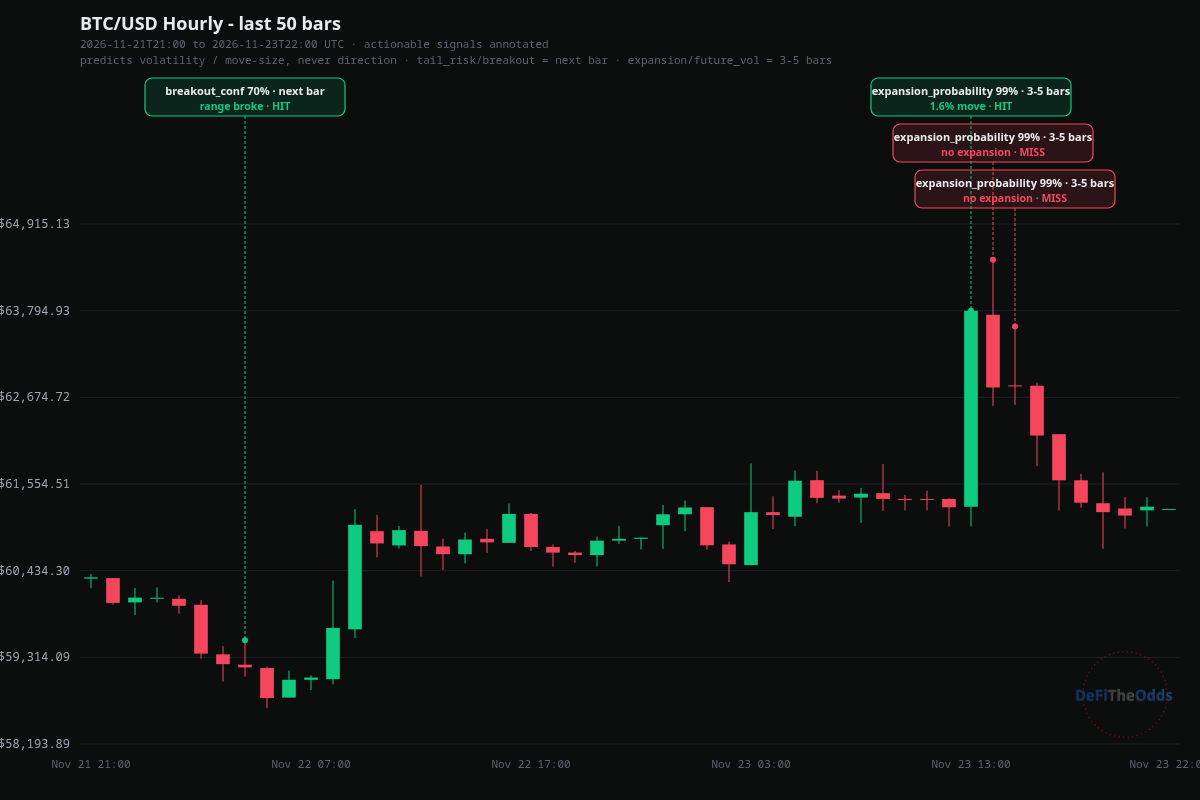 BTC/USD Hourly - last 50 bars
2026-11-21T21:00 to 2026-11-23T22:00 UTC · actionable signals annotated
predicts volatility / move-size, never direction · tail_risk/breakout = next bar · expansion/future_vol = 3-5 bars
breakout_conf 70% · next bar
range broke · HIT
expansion_probability 99% · 3-5 bars
1.6% move · HIT
expansion_probability 99% · 3-5 bars
no expansion · MISS
expansion_probability 99% · 3-5 bars
no expansion · MISS
$64,915.13
$63,794.93
$62,674.72
$61,554.51
$60,434.30
$59,314.09
$58,193.89
DeFiTheOdds
Nov 21 21:00
Nov 22 07:00
Nov 22 17:00
Nov 23 03:00
Nov 23 13:00
Nov 23 22:0